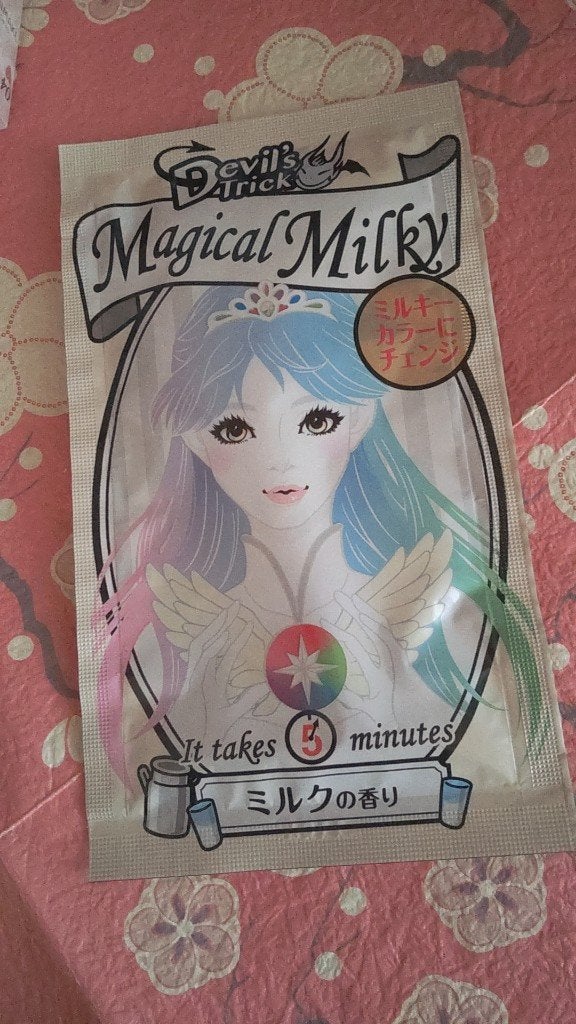 Devil's
Trick
Magical Milky
ミルキー
カラーに
チェンジ
It takes 5 minutes
ミルクの香り